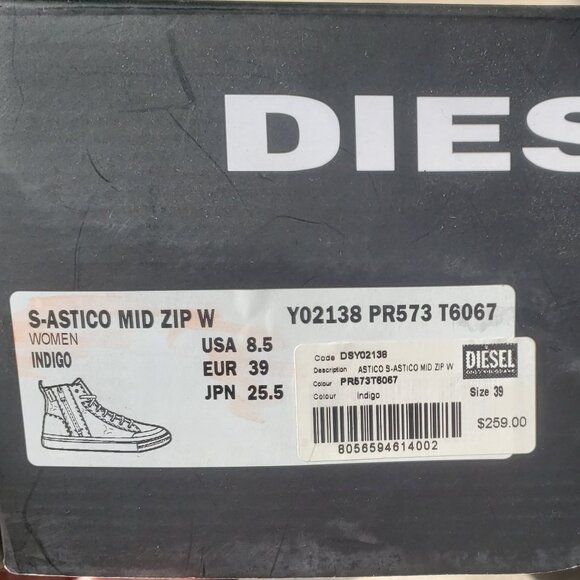 DIES
S-ASTICO MID ZIP W
Y02138 PR573 T6067
WOMEN
INDIGO
USA 8.5
EUR 39
JPN 25.5
Code DSY02138
Description ASTICO S-ASTICO MID ZIP W
Colour PR573T6067
Colour Indigo
8056594614002
DIESEL
Size 39
$259.00